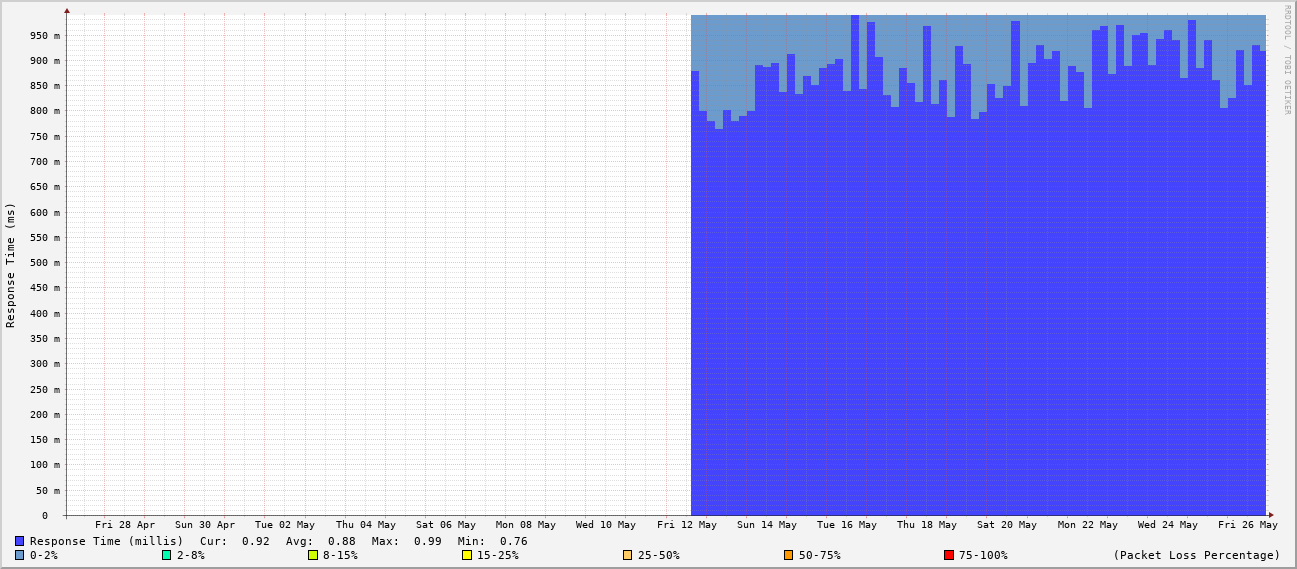 RRDTOOL / TOBI OETIKER
Response Time (ms)
950 m
900 m
850 m
800 m
750 m
700 m
650 m
600 m
550 m
500 m
450 m
400 m
350 m
300 m
250 m
200 m
150 m
100 m
50 m
0
Fri 28 Apr Sun 30 Apr Tue 02 May Thu 04 May Sat 06 May Mon 08 May Wed 10 May Fri 12 May Sun 14 May Tue 16 May Thu 18 May Sat 20 May Mon 22 May Wed 24 May Fri 26 May
Response Time (millis) Cur: 0.92 Avg: 0.88 Max: 0.99 Min: 0.76
0-2% 2-8% 8-15% 15-25% 25-50% 50-75% 75-100% (Packet Loss Percentage)